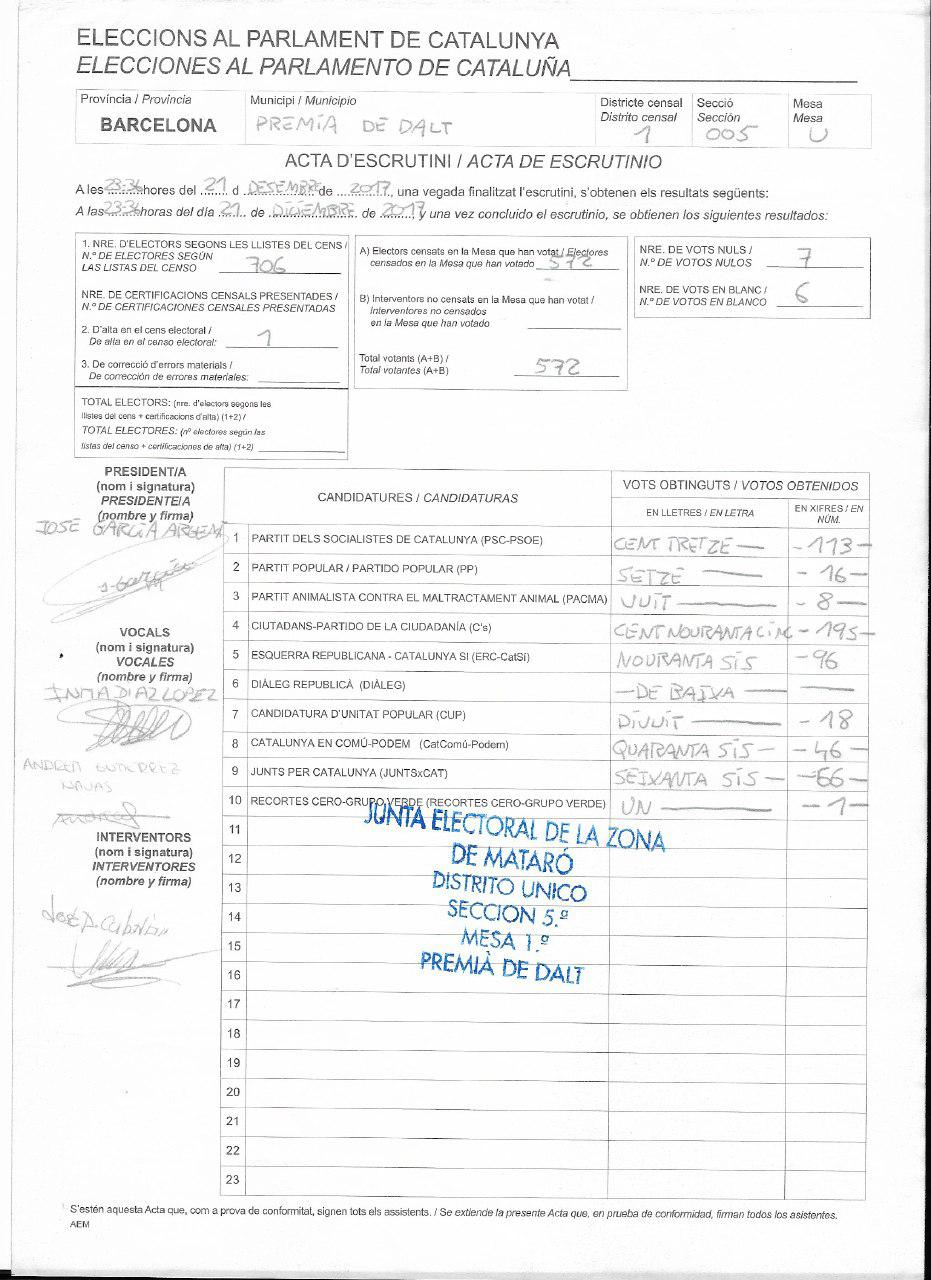 ELECCIONS AL PARLAMENT DE CATALUNYA
ELECCIONES AL PARLAMENTO DE CATALUÑA
Província / Provincia
BARCELONA
Municipi / Municipio
PREMIA DE DALT
Districte censal
Distrito censal
1
Secció
Sección
005
Mesa
Mesa
U
ACTA D'ESCRUTINI / ACTA DE ESCRUTINIO
A les 23:34 hores del 21 d DESEMBRE de 2017, una vegada finalitzat l'escrutini, s'obtenen els resultats següents:
A las 23:34 horas del día 21 de DICIEMBRE de 2017 y una vez concluido el escrutinio, se obtienen los siguientes resultados:
1. NRE. D'ELECTORS SEGONS LES LLISTES DEL CENS /
N.º DE ELECTORES SEGÚN
LAS LISTAS DEL CENSO 706
NRE. DE CERTIFICACIONS CENSALS PRESENTADES /
N.º DE CERTIFICACIONES CENSALES PRESENTADAS
2. D'alta en el cens electoral /
De alta en el censo electoral: 1
3. De correcció d'errors materials /
De corrección de errores materiales:
TOTAL ELECTORS: (nre. d'electors segons les
llistes del cens + certificacions d'alta) (1+2) /
TOTAL ELECTORES: (nº electores según las
listas del censo + certificaciones de alta) (1+2)
A) Electors censats en la Mesa que han votat / Electores
censados en la Mesa que han votado 572
B) Interventors no censats en la Mesa que han votat /
Interventores no censados
en la Mesa que han votado
Total votants (A+B) /
Total votantes (A+B) 572
NRE. DE VOTS NULS /
N.º DE VOTOS NULOS 7
NRE. DE VOTS EN BLANC /
N.º DE VOTOS EN BLANCO 6
PRESIDENT/A
(nom i signatura)
PRESIDENTE/A
(nombre y firma)
JOSE GARCIA ARGEMÍ
J. García
VOCALS
(nom i signatura)
VOCALES
(nombre y firma)
INMA DIAZ LOPEZ
ANDREU GUTIERREZ
NAVAS
INTERVENTORS
(nom i signatura)
INTERVENTORES
(nombre y firma)
José A.
CANDIDATURES / CANDIDATURAS
VOTS OBTINGUTS / VOTOS OBTENIDOS
EN LLETRES / EN LETRA
EN XIFRES / EN NÚM.
1 PARTIT DELS SOCIALISTES DE CATALUNYA (PSC-PSOE) CENT TRETZE — - 113 -
2 PARTIT POPULAR / PARTIDO POPULAR (PP) SETZE — - 16 —
3 PARTIT ANIMALISTA CONTRA EL MALTRACTAMENT ANIMAL (PACMA) VUIT — - 8 —
4 CIUTADANS-PARTIDO DE LA CIUDADANÍA (C's) CENT NOURANTA CINC - 195 -
5 ESQUERRA REPUBLICANA - CATALUNYA SI (ERC-CatSí) NOURANTA SIS - 96
6 DIÀLEG REPUBLICÀ (DIÀLEG) — DE BAIXA — —
7 CANDIDATURA D'UNITAT POPULAR (CUP) DIVUIT — - 18
8 CATALUNYA EN COMÚ-PODEM (CatComú-Podem) QUARANTA SIS - - 46 -
9 JUNTS PER CATALUNYA (JUNTSxCAT) SEIXANTA SIS — - 66 -
10 RECORTES CERO-GRUPO VERDE (RECORTES CERO-GRUPO VERDE) UN — - 1 -
11
12
13
14
15
16
17
18
19
20
21
22
23
JUNTA ELECTORAL DE LA ZONA
DE MATARÓ
DISTRITO UNICO
SECCION 5.ª
MESA 1.º
PREMIÀ DE DALT
S'estén aquesta Acta que, com a prova de conformitat, signen tots els assistents. / Se extiende la presente Acta que, en prueba de conformidad, firman todos los asistentes.
AEM